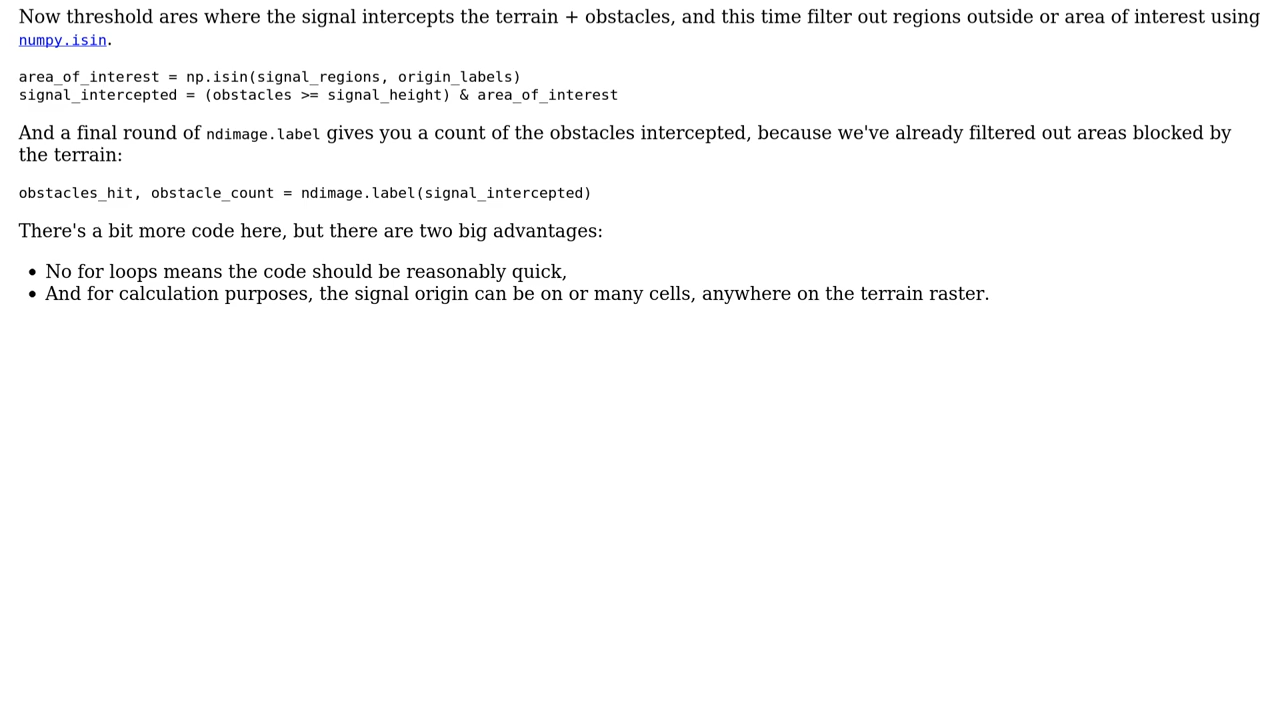 Now threshold ares where the signal intercepts the terrain + obstacles, and this time filter out regions outside or area of interest using
numpy.isin.
area_of_interest = np.isin(signal_regions, origin_labels)
signal_intercepted = (obstacles >= signal_height) & area_of_interest
And a final round of ndimage.label gives you a count of the obstacles intercepted, because we've already filtered out areas blocked by
the terrain:
obstacles_hit, obstacle_count = ndimage.label(signal_intercepted)
There's a bit more code here, but there are two big advantages:
• No for loops means the code should be reasonably quick,
• And for calculation purposes, the signal origin can be on or many cells, anywhere on the terrain raster.